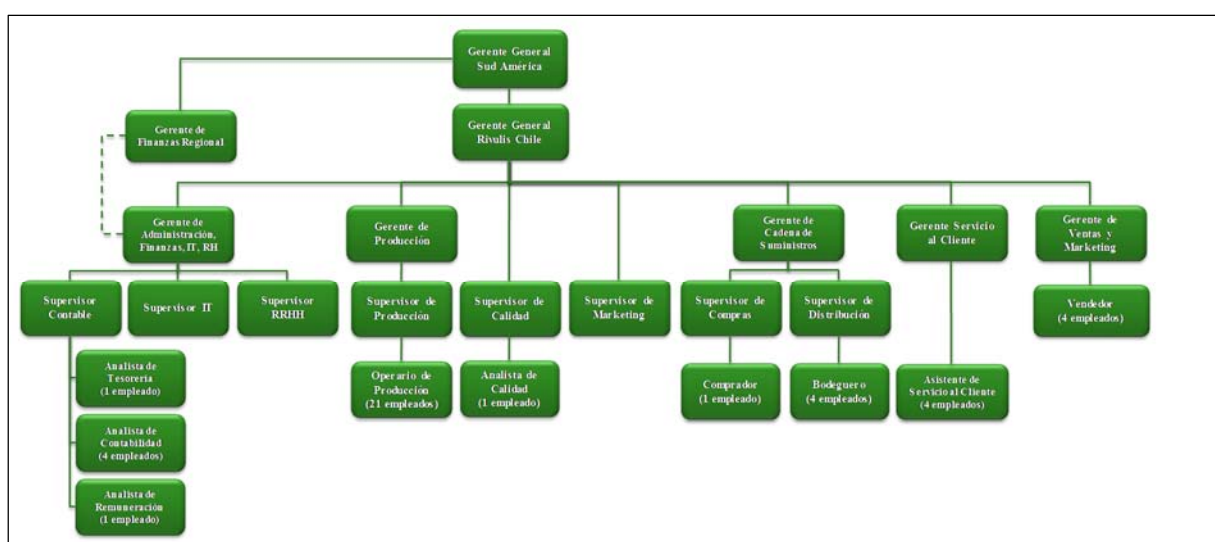 Gerente General
Sud América
Gerente de
Finanzas Regional
Gerente General
Rivulis Chile
Gerente de
Administración,
Finanzas, IT, RH
Gerente de
Producción
Gerente de
Cadena de
Suministros
Gerente Servicio
al Cliente
Gerente de
Ventas y
Marketing
Supervisor
Contable
Supervisor IT
Supervisor
RRHH
Supervisor de
Producción
Supervisor de
Calidad
Supervisor de
Marketing
Supervisor de
Compras
Supervisor de
Distribución
Vendedor
(4 empleados)
Analista de
Tesorería
(1 empleado)
Operario de
Producción
(21 empleados)
Analista de
Calidad
(1 empleado)
Comprador
(1 empleado)
Bodeguero
(4 empleados)
Asistente de
Servicio al Cliente
(4 empleados)
Analista de
Contabilidad
(4 empleados)
Analista de
Remuneración
(1 empleado)